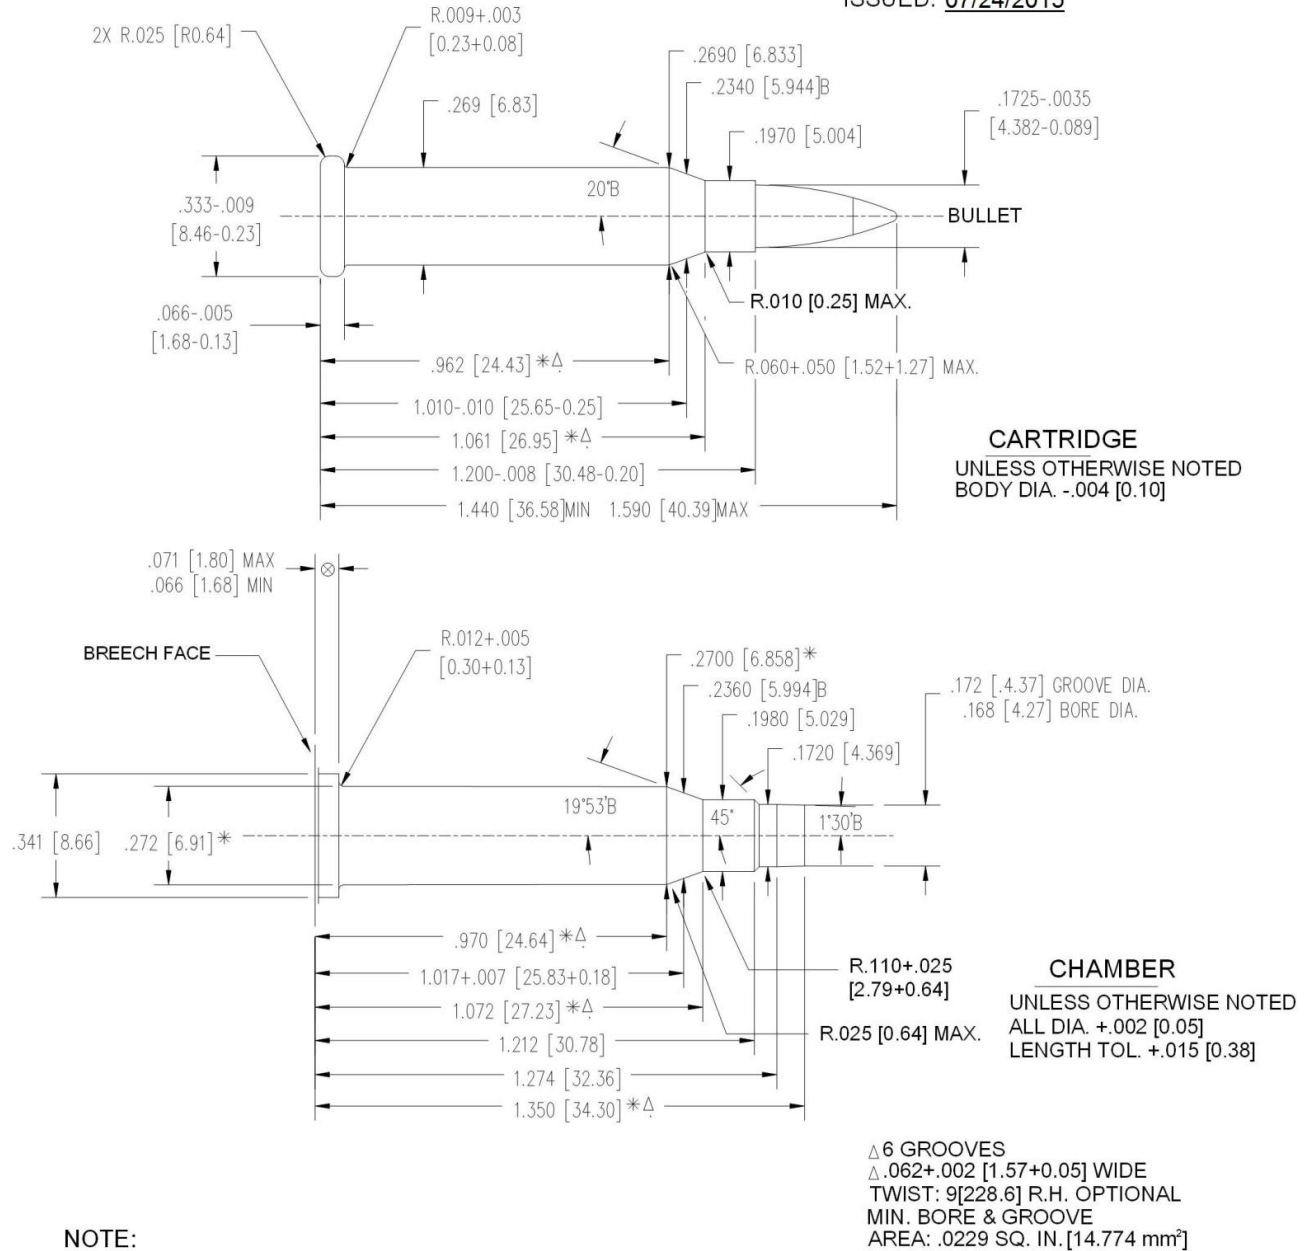 ISSUED: 07/24/2015
2X R.025 [R0.64]
R.009+.003
[0.23+0.08]
.269 [6.83]
.2690 [6.833]
.2340 [5.944]B
.1970 [5.004]
.1725-.0035
[4.382-0.089]
.333-.009
[8.46-0.23]
20°B
BULLET
.066-.005
[1.68-0.13]
R.010 [0.25] MAX.
.962 [24.43]*Δ
R.060+.050 [1.52+1.27] MAX.
1.010-.010 [25.65-0.25]
1.061 [26.95]*Δ
1.200-.008 [30.48-0.20]
1.440 [36.58]MIN 1.590 [40.39]MAX
CARTRIDGE
UNLESS OTHERWISE NOTED
BODY DIA. -.004 [0.10]
.071 [1.80] MAX
.066 [1.68] MIN
BREECH FACE
R.012+.005
[0.30+0.13]
.2700 [6.858]*
.2360 [5.994]B
.1980 [5.029]
.1720 [4.369]
.172 [.4.37] GROOVE DIA.
.168 [4.27] BORE DIA.
.341 [8.66]
.272 [6.91]*
19°53'B
45°
1°30'B
.970 [24.64]*Δ
1.017+.007 [25.83+0.18]
1.072 [27.23]*Δ
1.212 [30.78]
1.274 [32.36]
1.350 [34.30]*Δ
R.110+.025
[2.79+0.64]
R.025 [0.64] MAX.
CHAMBER
UNLESS OTHERWISE NOTED
ALL DIA. +.002 [0.05]
LENGTH TOL. +.015 [0.38]
Δ6 GROOVES
Δ.062+.002 [1.57+0.05] WIDE
TWIST: 9[228.6] R.H. OPTIONAL
MIN. BORE & GROOVE
AREA: .0229 SQ. IN.[14.774 mm²]
NOTE: